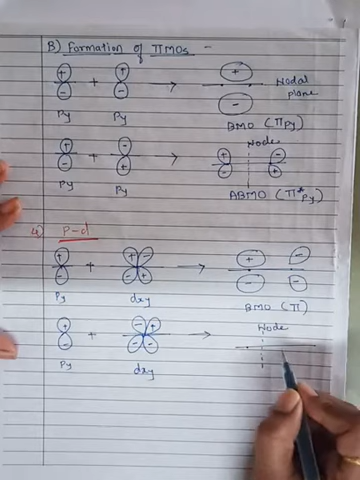 B) Formation of ΠMOs -
+ + + →  +
- - - Nodal plane
Py Py BMO (Πpy)
Node
+ + - → + -
- + - +
Py Py ABMO (Π*py)
4) P-d
+ + + - → + -
- - + - -
Py dxy BMO (Π)
Node
+ + - + →
- - -
Py dxy